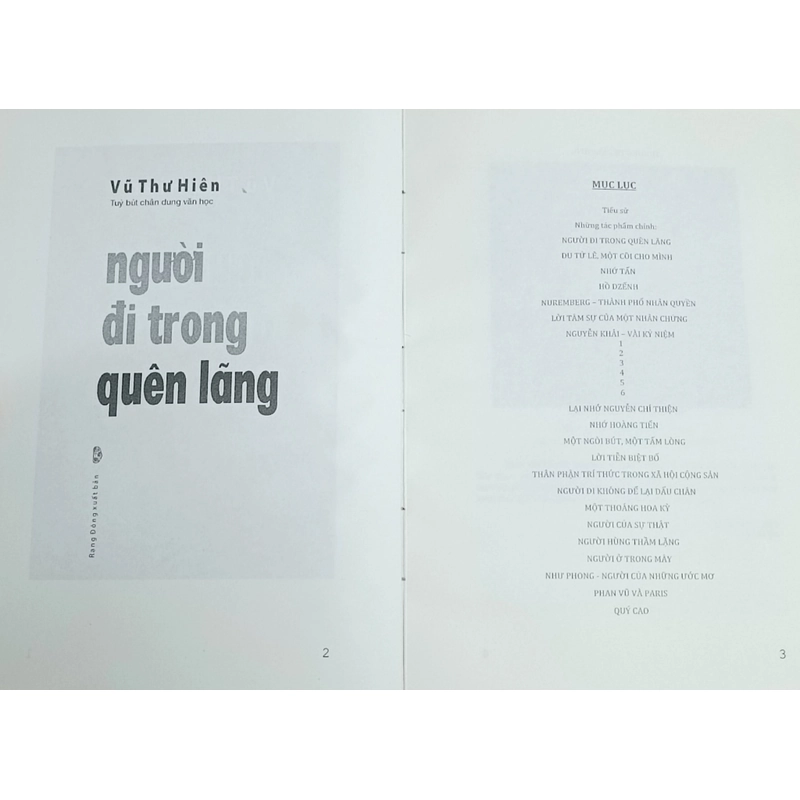 Vũ Thư Hiên
Tuỳ bút chân dung văn học
người
đi trong
quên lãng
Rạng Đông xuất bản
2
MỤC LỤC
Tiểu sử
Những tác phẩm chính:
NGƯỜI ĐI TRONG QUÊN LÃNG
DU TỬ LÊ, MỘT CÕI CHO MÌNH
NHỚ TẤN
HỒ DZẾNH
NUREMBERG – THÀNH PHỐ NHÂN QUYỀN
LỜI TÂM SỰ CỦA MỘT NHÂN CHỨNG
NGUYỄN KHẢI – VÀI KỶ NIỆM
1
2
3
4
5
6
LẠI NHỚ NGUYỄN CHÍ THIỆN
NHỚ HOÀNG TIẾN
MỘT NGÒI BÚT, MỘT TẤM LÒNG
LỜI TIỄN BIỆT BỐ
THÂN PHẬN TRÍ THỨC TRONG XÃ HỘI CỘNG SẢN
NGƯỜI ĐI KHÔNG ĐỂ LẠI DẤU CHÂN
MỘT THOÁNG HOA KỲ
NGƯỜI CỦA SỰ THẬT
NGƯỜI HÙNG THẦM LẶNG
NGƯỜI Ở TRONG MÂY
NHƯ PHONG - NGƯỜI CỦA NHỮNG ƯỚC MƠ
PHAN VŨ VÀ PARIS
QUÝ CAO
3